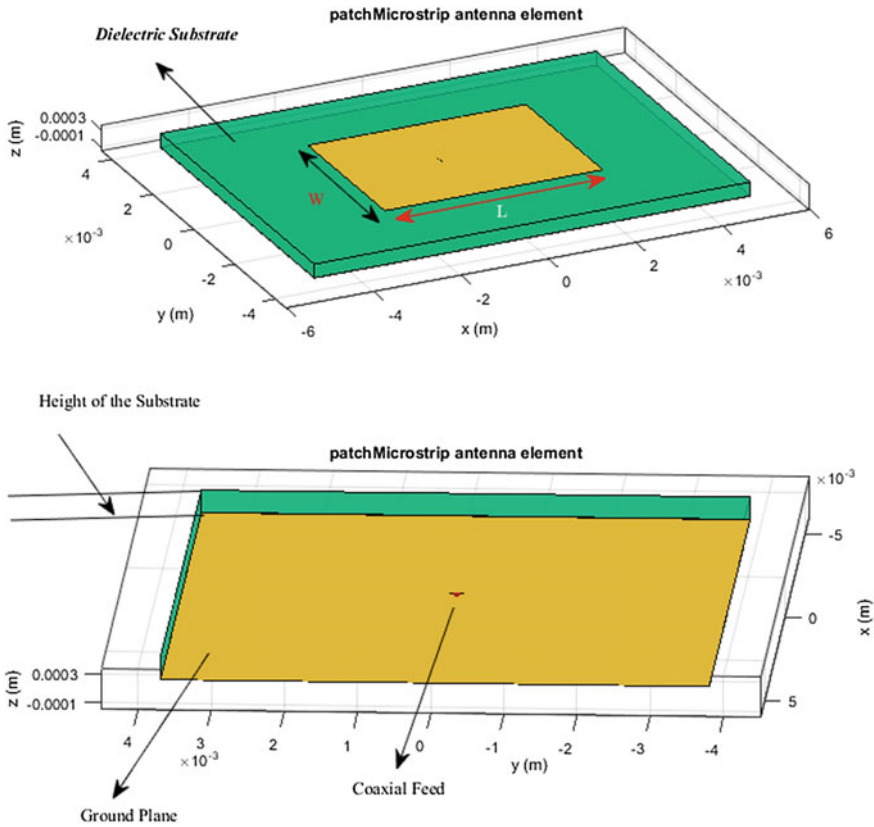 patchMicrostrip antenna element
Dielectric Substrate
z (m)
0.0003
-0.0001
4
2
×10⁻³
0
-2
y (m)
-4
W
L
6
4
×10⁻³
2
0
-2
-4
x (m)
-6
Height of the Substrate
patchMicrostrip antenna element
×10⁻³
-5
0
x (m)
5
z (m)
0.0003
-0.0001
4
3
×10⁻³
2
1
0
-1
-2
-3
-4
y (m)
Coaxial Feed
Ground Plane